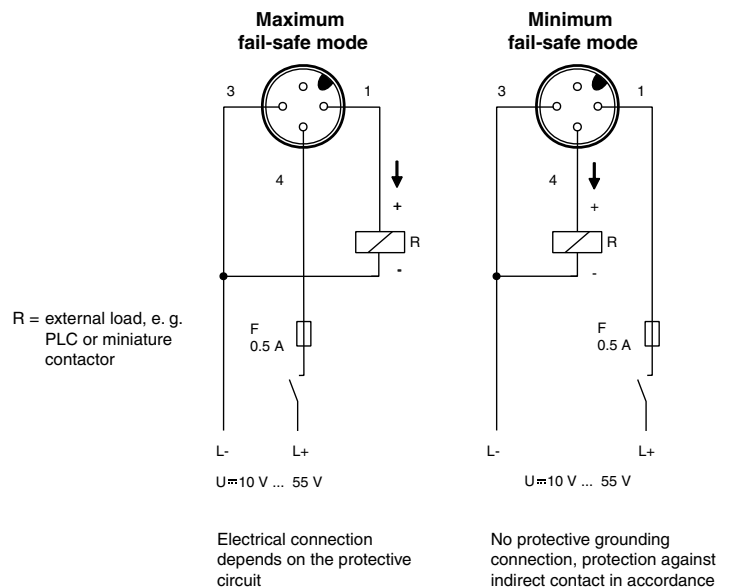 Maximum
fail-safe mode
3
1
4
+
R
-
F
0.5 A
L-
L+
U⎓10 V ... 55 V
Electrical connection
depends on the protective
circuit
Minimum
fail-safe mode
3
1
4
+
R
-
F
0.5 A
L-
L+
U⎓10 V ... 55 V
No protective grounding
connection, protection against
indirect contact in accordance
R = external load, e. g.
PLC or miniature
contactor